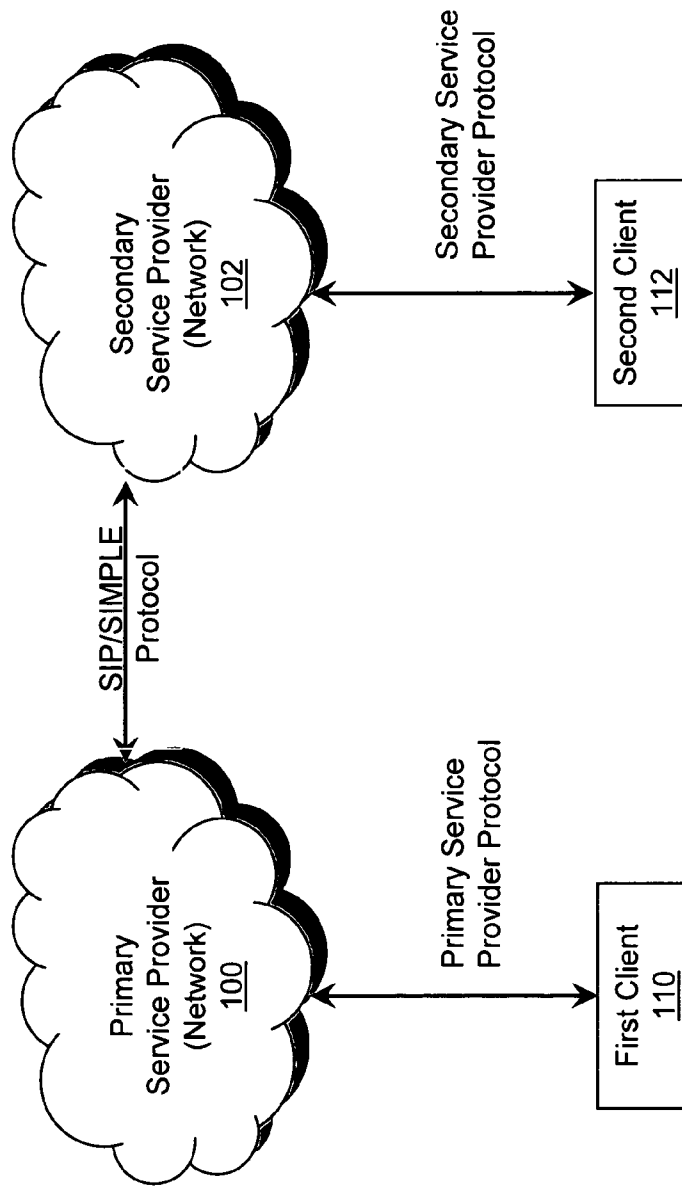 Primary
Service Provider
(Network)
100
SIP/SIMPLE
Protocol
Secondary
Service Provider
(Network)
102
Primary Service
Provider Protocol
Secondary Service
Provider Protocol
First Client
110
Second Client
112